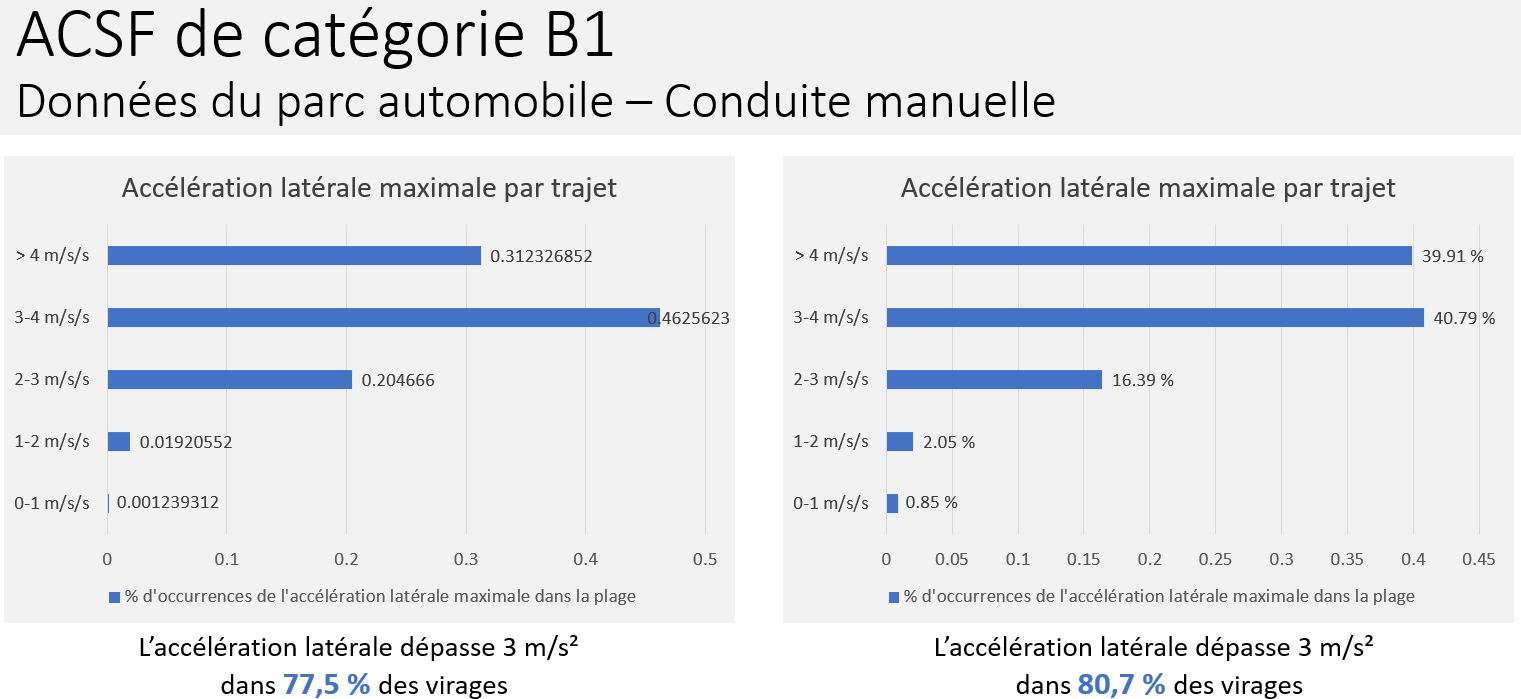 ACSF de catégorie B1
Données du parc automobile – Conduite manuelle
Accélération latérale maximale par trajet
> 4 m/s/s
0.312326852
3-4 m/s/s
0.4625623
2-3 m/s/s
0.204666
1-2 m/s/s
0.01920552
0-1 m/s/s
0.001239312
0 0.1 0.2 0.3 0.4 0.5
% d'occurrences de l'accélération latérale maximale dans la plage
L’accélération latérale dépasse 3 m/s²
dans 77,5 % des virages
Accélération latérale maximale par trajet
> 4 m/s/s
39.91 %
3-4 m/s/s
40.79 %
2-3 m/s/s
16.39 %
1-2 m/s/s
2.05 %
0-1 m/s/s
0.85 %
0 0.05 0.1 0.15 0.2 0.25 0.3 0.35 0.4 0.45
% d'occurrences de l'accélération latérale maximale dans la plage
L’accélération latérale dépasse 3 m/s²
dans 80,7 % des virages